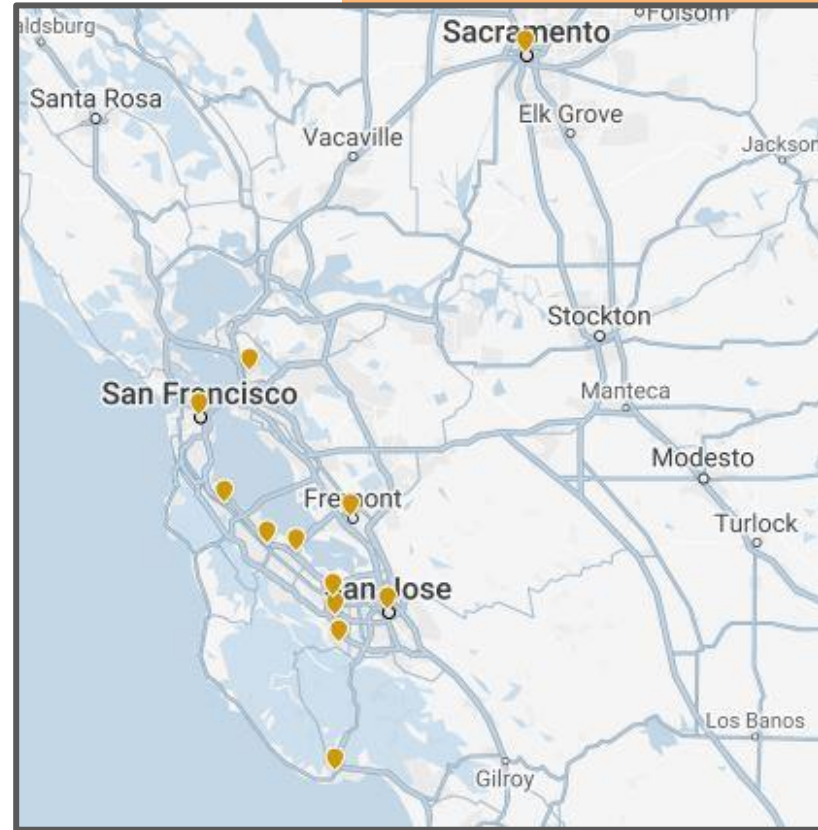 Folsom
aldsburg
Sacramento
Santa Rosa
Elk Grove
Vacaville
Jackson
Stockton
San Francisco
Manteca
Modesto
Fremont
Turlock
San Jose
Los Banos
Gilroy